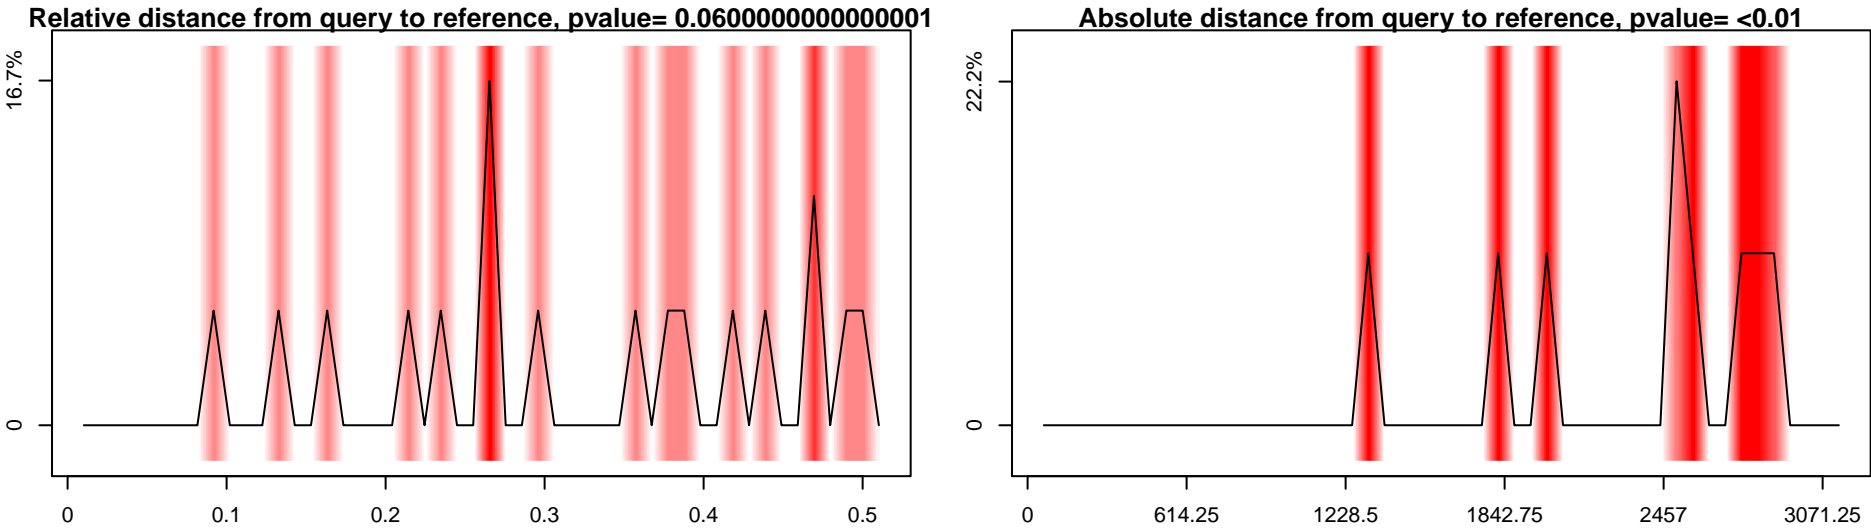 Relative distance from query to reference, pvalue= 0.0600000000000001
16.7%
0
0 0.1 0.2 0.3 0.4 0.5
Absolute distance from query to reference, pvalue= <0.01
22.2%
0
0 614.25 1228.5 1842.75 2457 3071.25